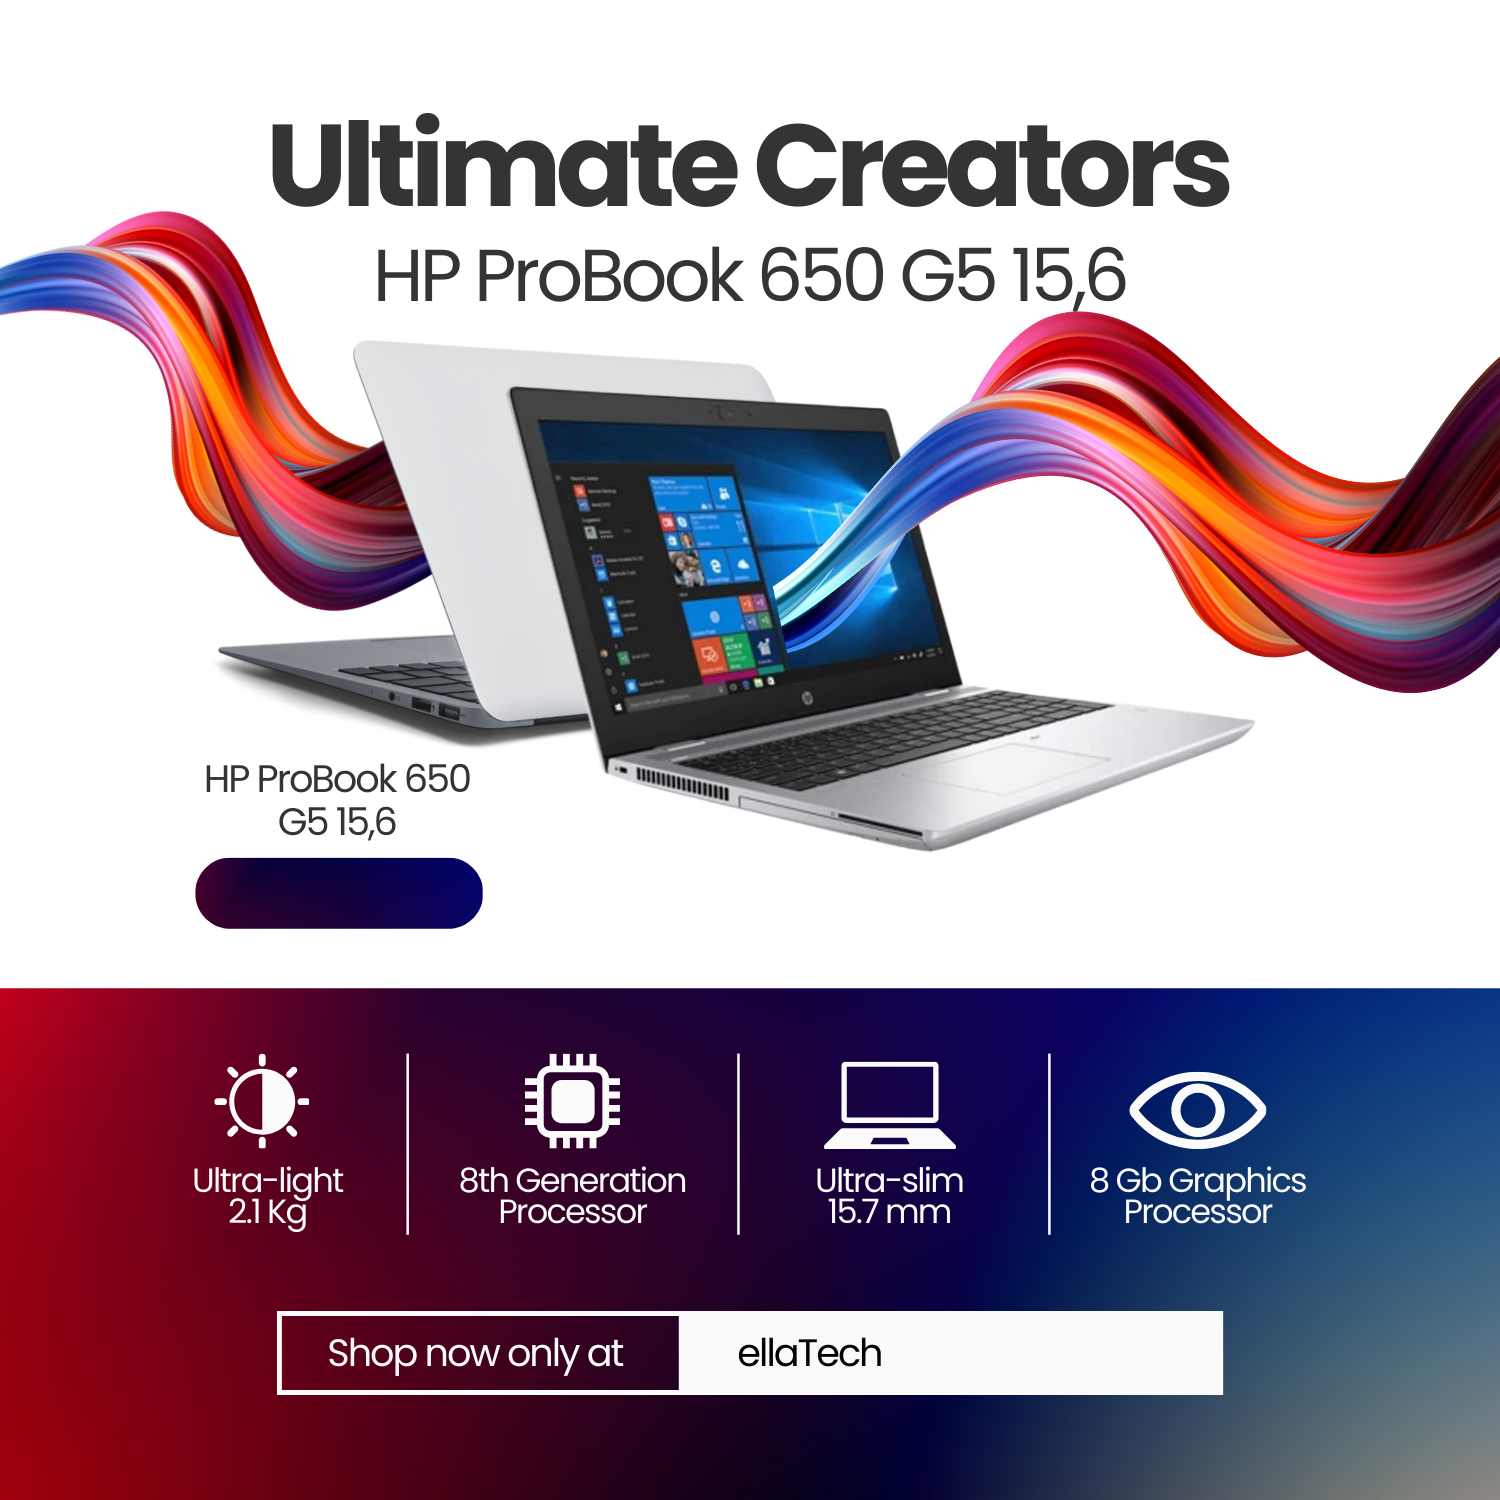 Ultimate Creators
HP ProBook 650 G5 15,6
HP ProBook 650
G5 15,6
Ultra-light
2.1 Kg
8th Generation
Processor
Ultra-slim
15.7 mm
8 Gb Graphics
Processor
Shop now only at
ellaTech